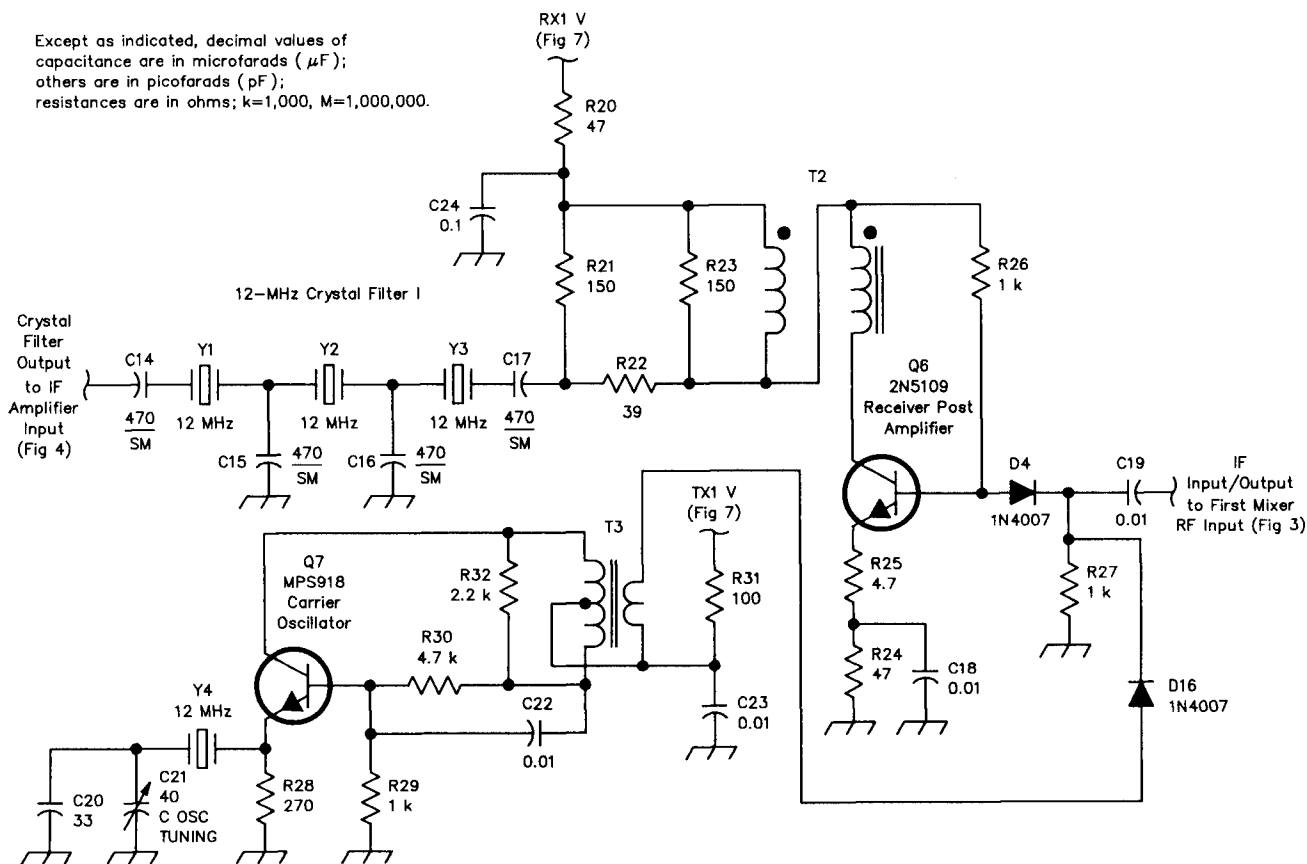 Except as indicated, decimal values of
capacitance are in microfarads (µF);
others are in picofarads (pF);
resistances are in ohms; k=1,000, M=1,000,000.
RX1 V
(Fig 7)
R20
47
C24
0.1
R21
150
R23
150
T2
R26
1 k
12-MHz Crystal Filter I
Crystal
Filter
Output
to IF
Amplifier
Input
(Fig 4)
C14
470
SM
Y1
12 MHz
Y2
12 MHz
Y3
12 MHz
C17
470
SM
R22
39
C15
470
SM
C16
470
SM
Q6
2N5109
Receiver Post
Amplifier
D4
1N4007
C19
0.01
IF
Input/Output
to First Mixer
RF Input (Fig 3)
TX1 V
(Fig 7)
T3
R31
100
R25
4.7
R27
1 k
Q7
MPS918
Carrier
Oscillator
R32
2.2 k
R30
4.7 k
R24
47
C18
0.01
D16
1N4007
Y4
12 MHz
C22
0.01
C23
0.01
C20
33
C21
40
C OSC
TUNING
R28
270
R29
1 k